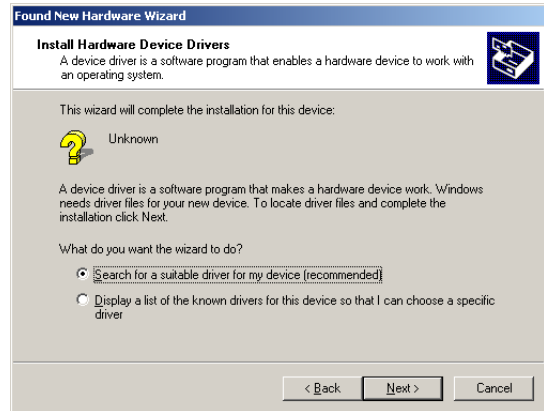 Found New Hardware Wizard
Install Hardware Device Drivers
A device driver is a software program that enables a hardware device to work with
an operating system.
This wizard will complete the installation for this device:
Unknown
A device driver is a software program that makes a hardware device work. Windows
needs driver files for your new device. To locate driver files and complete the
installation click Next.
What do you want the wizard to do?
Search for a suitable driver for my device (recommended)
Display a list of the known drivers for this device so that I can choose a specific
driver
< Back Next > Cancel